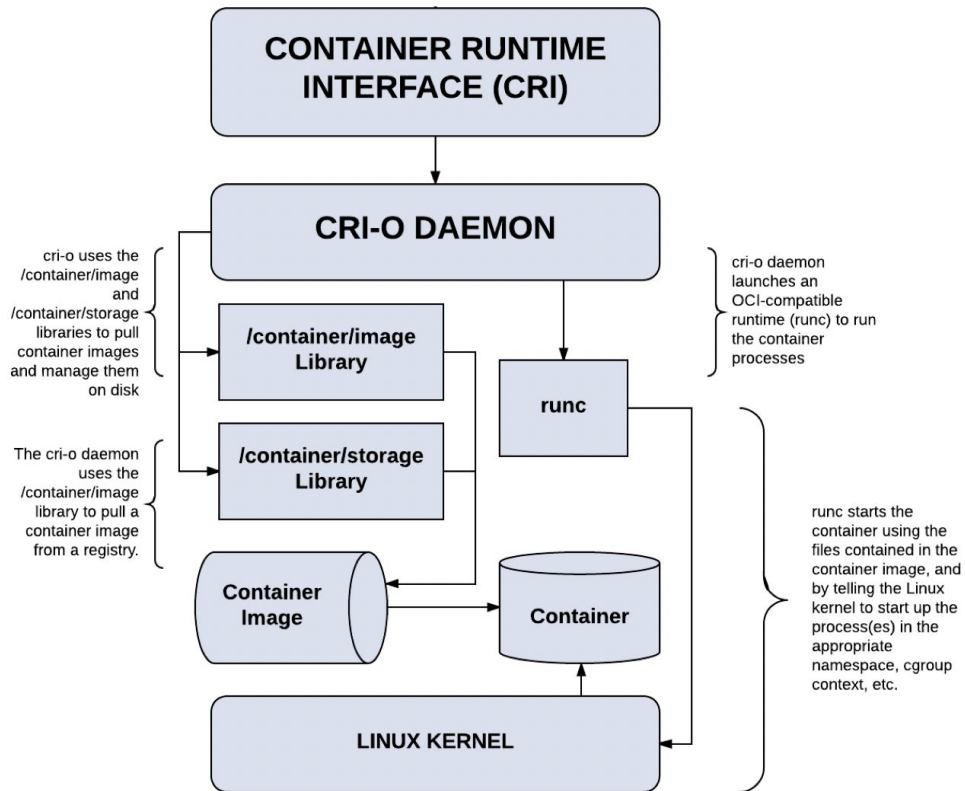 CONTAINER RUNTIME
INTERFACE (CRI)
CRI-O DAEMON
cri-o uses the
/container/image
and
/container/storage
libraries to pull
container images
and manage them
on disk
/container/image
Library
cri-o daemon
launches an
OCI-compatible
runtime (runc) to run
the container
processes
runc
/container/storage
Library
The cri-o daemon
uses the
/container/image
library to pull a
container image
from a registry.
Container
Image
Container
runc starts the
container using the
files contained in the
container image, and
by telling the Linux
kernel to start up the
process(es) in the
appropriate
namespace, cgroup
context, etc.
LINUX KERNEL